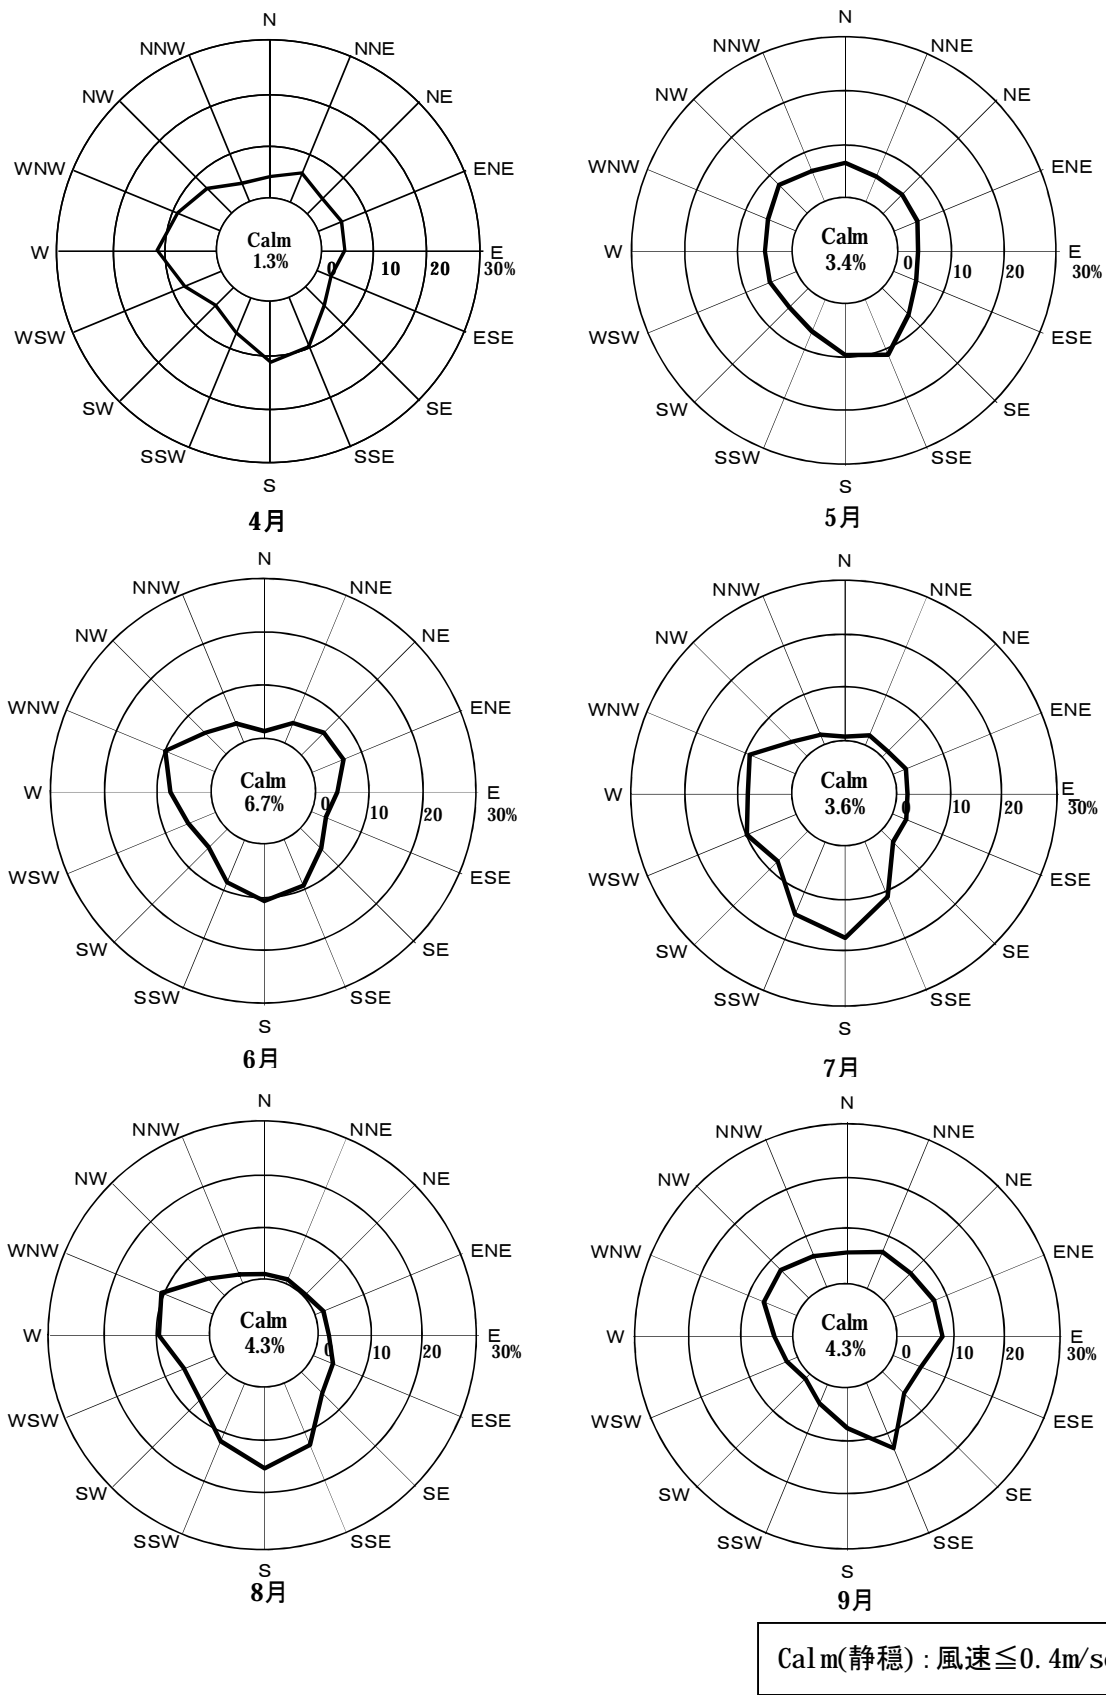 N
NNW NNE
NW NE
WNW ENE
Calm
1.3%
W E
0 10 20 30%
WSW ESE
SW SE
SSW SSE
S
4月
N
NNW NNE
NW NE
WNW ENE
Calm
3.4%
W E
0 10 20 30%
WSW ESE
SW SE
SSW SSE
S
5月
N
NNW NNE
NW NE
WNW ENE
Calm
6.7%
W E
0 10 20 30%
WSW ESE
SW SE
SSW SSE
S
6月
N
NNW NNE
NW NE
WNW ENE
Calm
3.6%
W E
0 10 20 30%
WSW ESE
SW SE
SSW SSE
S
7月
N
NNW NNE
NW NE
WNW ENE
Calm
4.3%
W E
0 10 20 30%
WSW ESE
SW SE
SSW SSE
S
8月
N
NNW NNE
NW NE
WNW ENE
Calm
4.3%
W E
0 10 20 30%
WSW ESE
SW SE
SSW SSE
S
9月
Calm(静穏)：風速≦0.4m/s